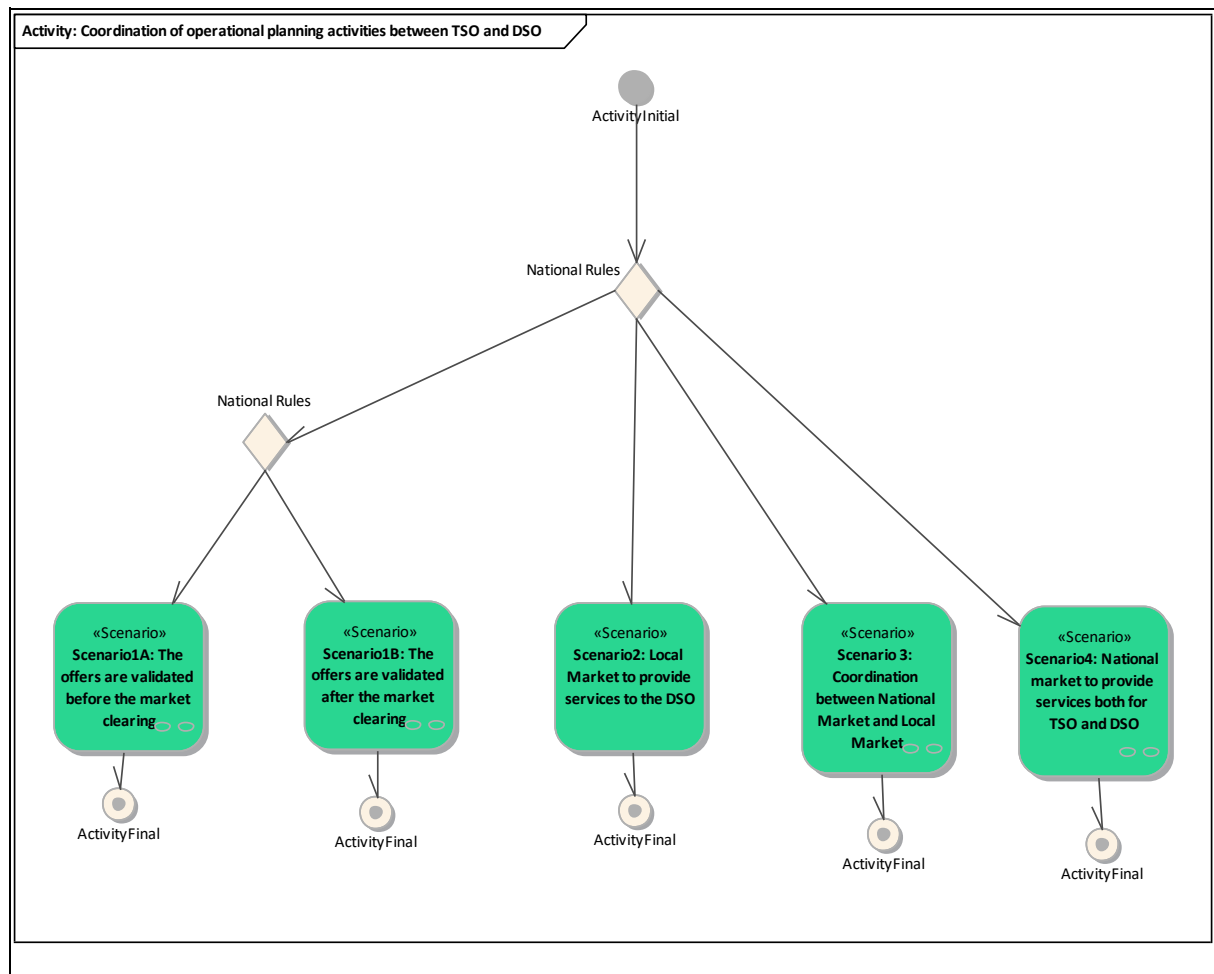 Activity: Coordination of operational planning activities between TSO and DSO
ActivityInitial
National Rules
National Rules
«Scenario»
Scenario1A: The
offers are validated
before the market
clearing
«Scenario»
Scenario1B: The
offers are validated
after the market
clearing
«Scenario»
Scenario2: Local
Market to provide
services to the DSO
«Scenario»
Scenario 3:
Coordination
between National
Market and Local
Market
«Scenario»
Scenario4: National
market to provide
services both for
TSO and DSO
ActivityFinal
ActivityFinal
ActivityFinal
ActivityFinal
ActivityFinal